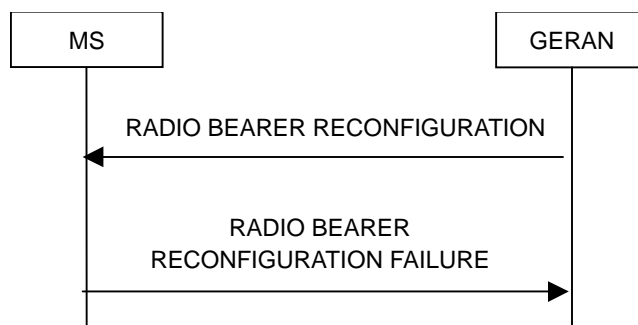 MS
GERAN
RADIO BEARER RECONFIGURATION
RADIO BEARER
RECONFIGURATION FAILURE